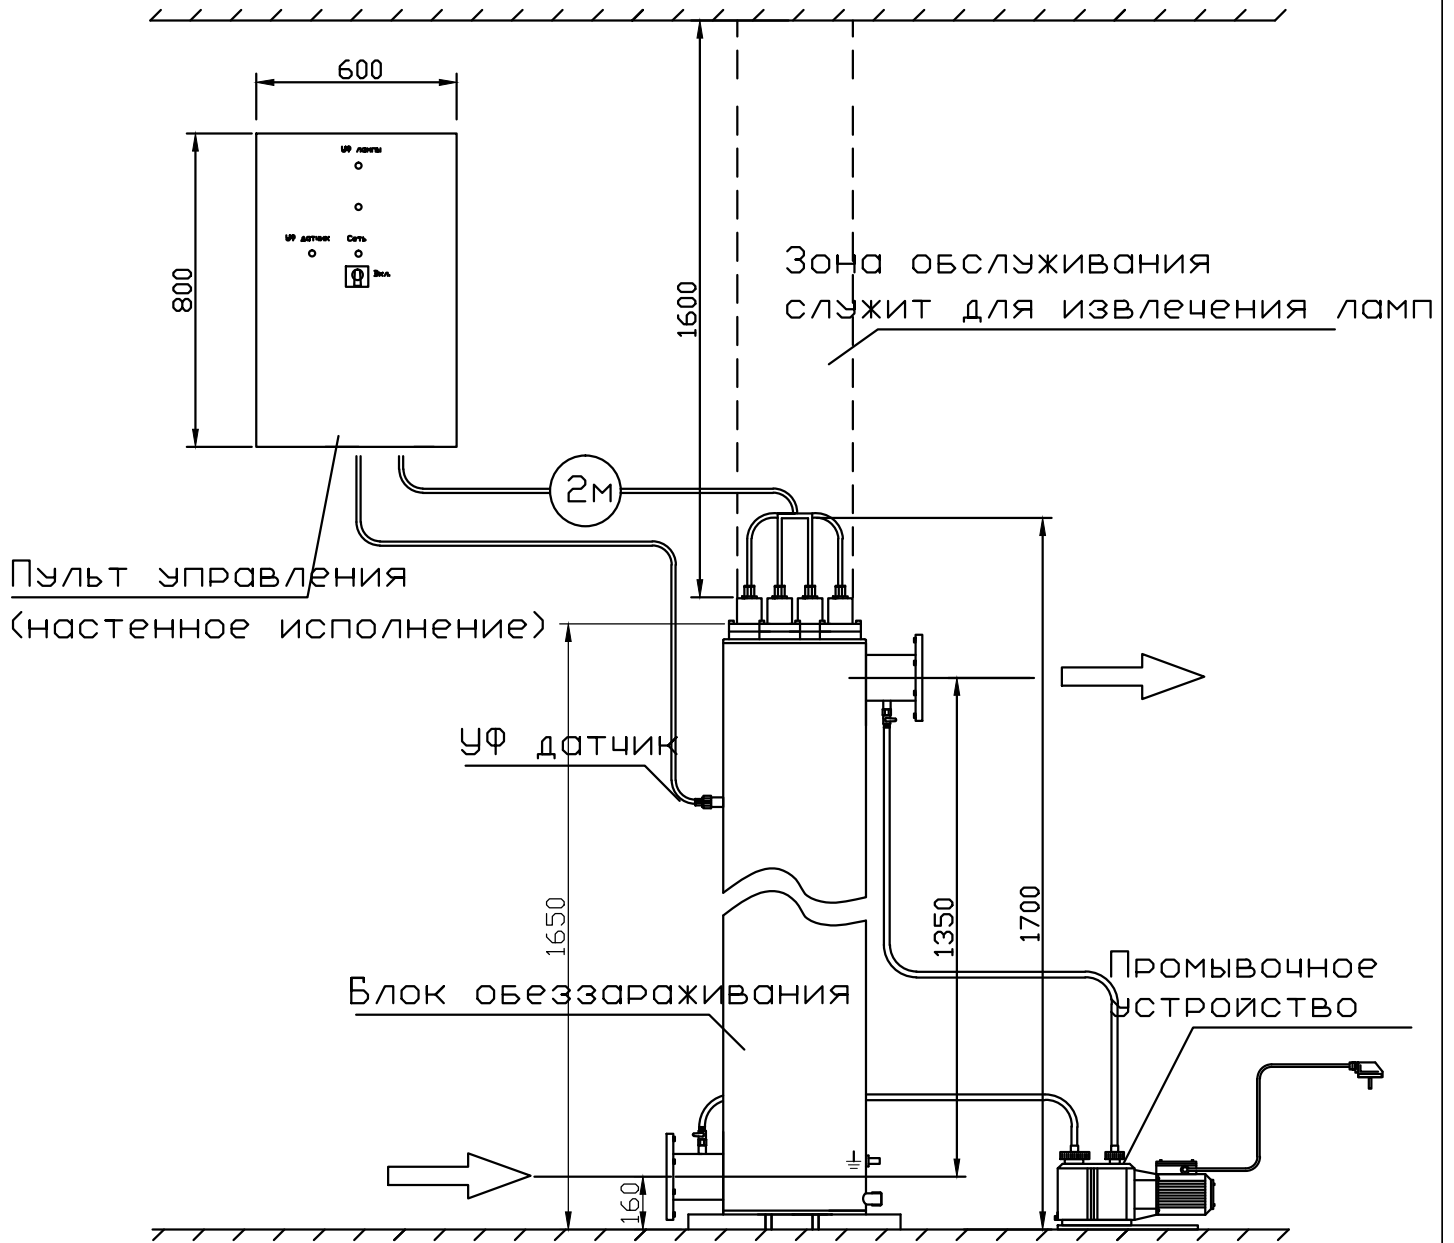 600
УФ лампы
УФ датчик
Сеть
Вкл.
800
1600
Зона обслуживания
служит для извлечения ламп
2м
Пульт управления
(настенное исполнение)
УФ датчик
1650
1350
1700
Промывочное
устройство
Блок обеззараживания
160